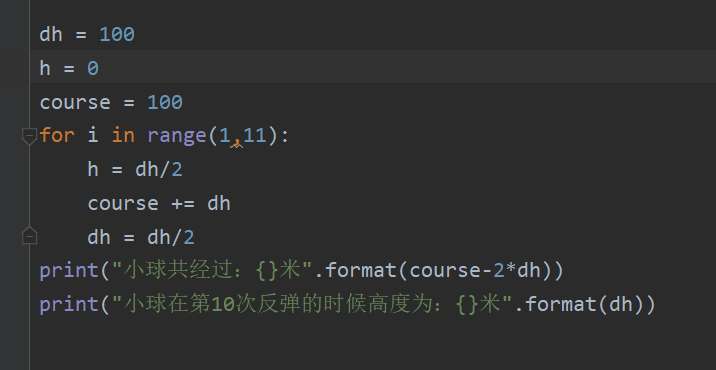 dh = 100
h = 0
course = 100
for i in range(1,11):
    h = dh/2
    course += dh
    dh = dh/2
print("小球共经过：{}米".format(course-2*dh))
print("小球在第10次反弹的时候高度为：{}米".format(dh))